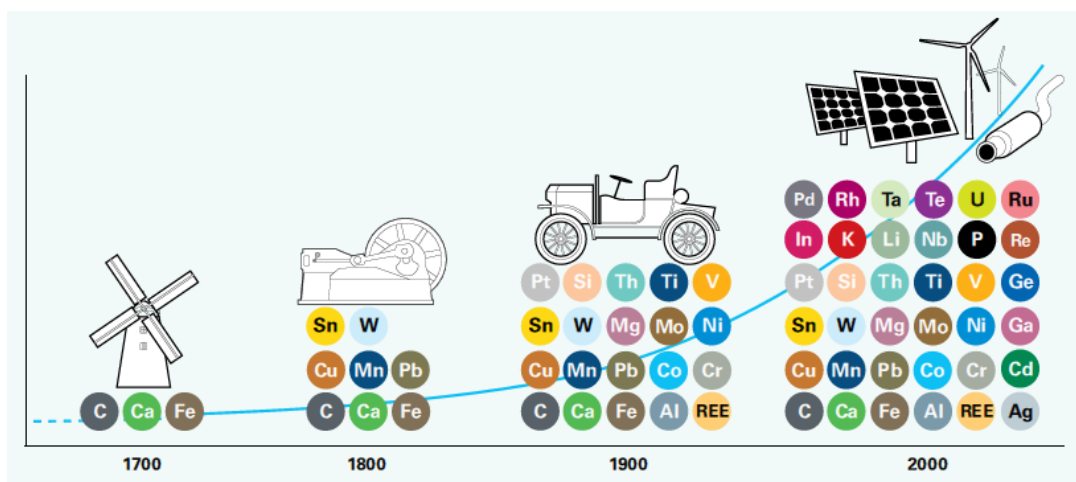 Pd Rh Ta Te U Ru
In K Li Nb P Re
Pt Si Th Ti V Pt Si Th Ti V Ge
Sn W Sn W Mg Mo Ni Sn W Mg Mo Ni Ga
Cu Mn Pb Cu Mn Pb Co Cr Cu Mn Pb Co Cr Cd
C Ca Fe C Ca Fe C Ca Fe Al REE C Ca Fe Al REE Ag
1700 1800 1900 2000